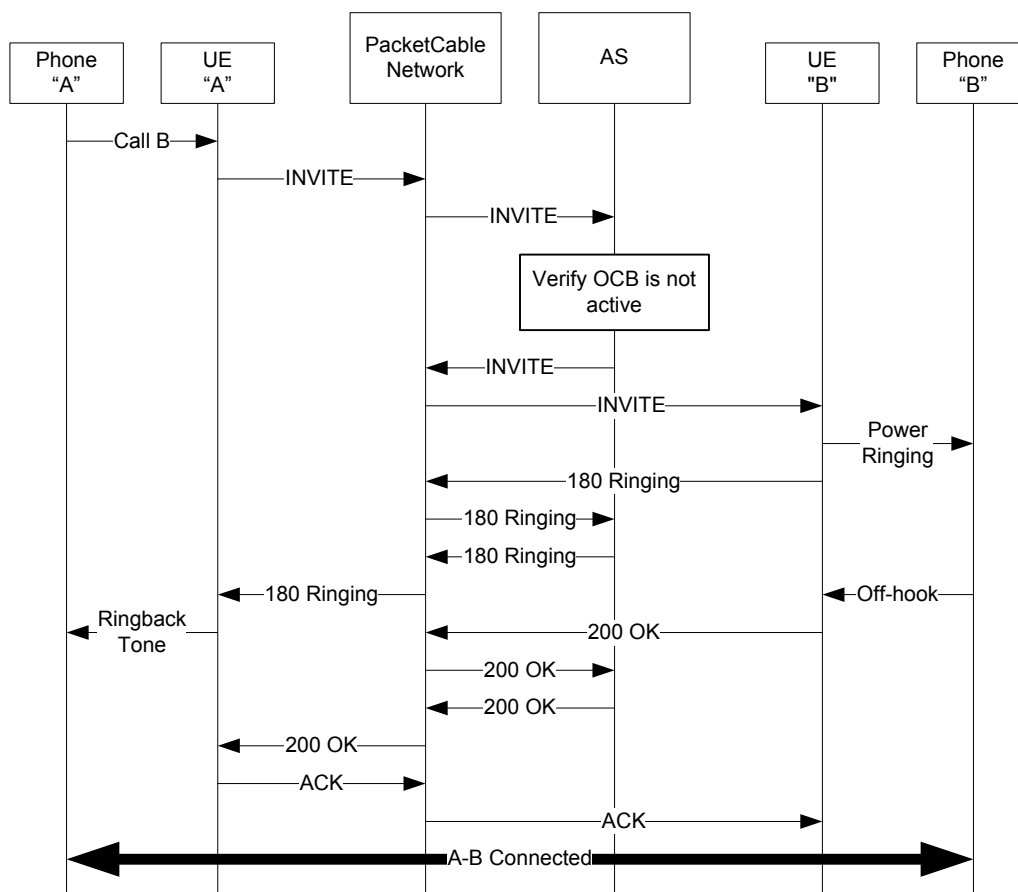 Phone
“A”
UE
“A”
PacketCable
Network
AS
UE
"B"
Phone
“B”
Call B
INVITE
INVITE
Verify OCB is not
active
INVITE
INVITE
Power
Ringing
180 Ringing
180 Ringing
180 Ringing
180 Ringing
Off-hook
Ringback
Tone
200 OK
200 OK
200 OK
200 OK
ACK
ACK
A-B Connected